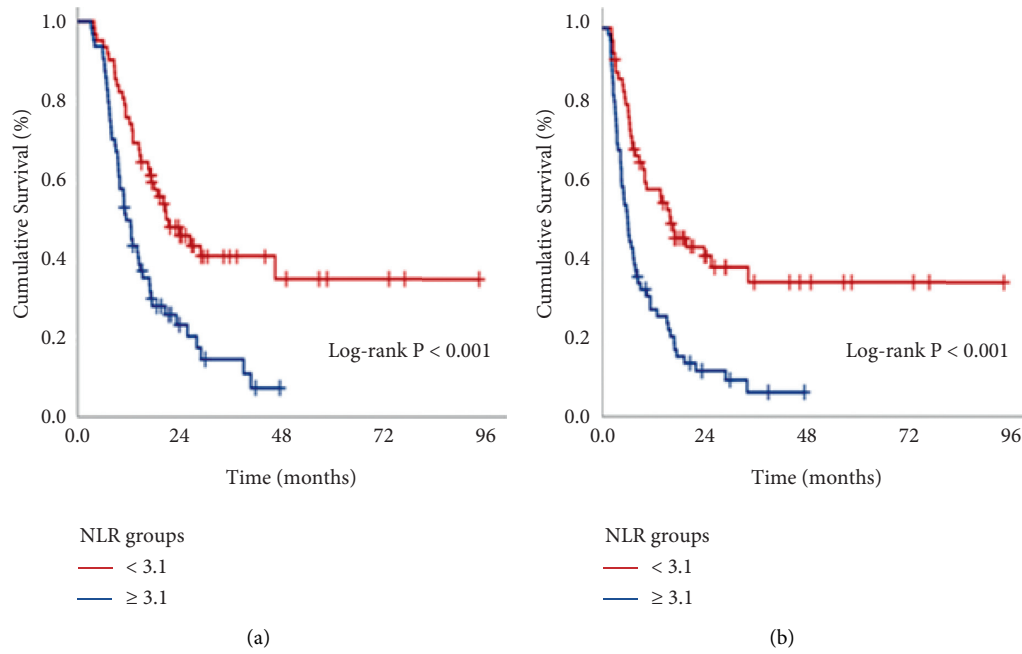 1.0
0.8
0.6
0.4
0.2
0.0
Cumulative Survival (%)
Log-rank P < 0.001
0.0 24 48 72 96
Time (months)
NLR groups
< 3.1
≥ 3.1
(a)
1.0
0.8
0.6
0.4
0.2
0.0
Cumulative Survival (%)
Log-rank P < 0.001
0.0 24 48 72 96
Time (months)
NLR groups
< 3.1
≥ 3.1
(b)